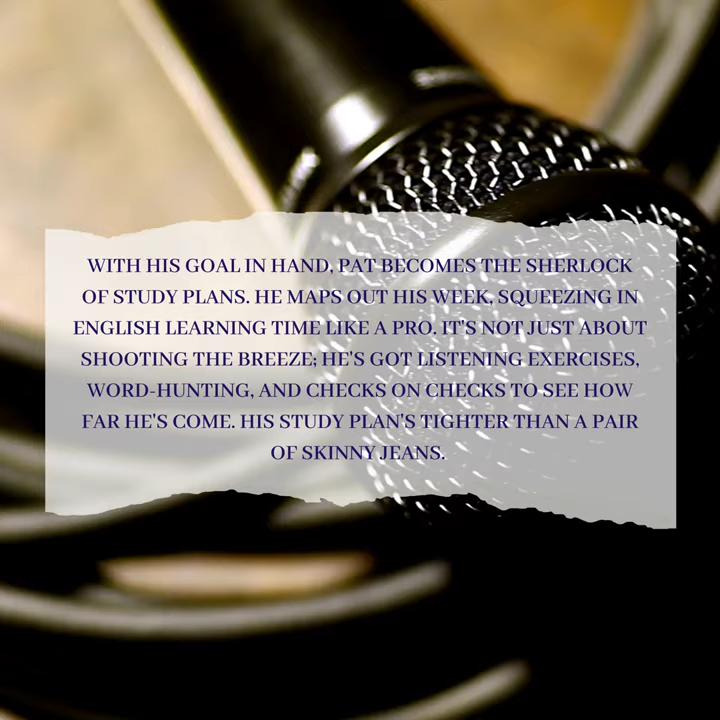 WITH HIS GOAL IN HAND, PAT BECOMES THE SHERLOCK
OF STUDY PLANS. HE MAPS OUT HIS WEEK, SQUEEZING IN
ENGLISH LEARNING TIME LIKE A PRO. IT'S NOT JUST ABOUT
SHOOTING THE BREEZE; HE'S GOT LISTENING EXERCISES,
WORD-HUNTING, AND CHECKS ON CHECKS TO SEE HOW
FAR HE'S COME. HIS STUDY PLAN'S TIGHTER THAN A PAIR
OF SKINNY JEANS.